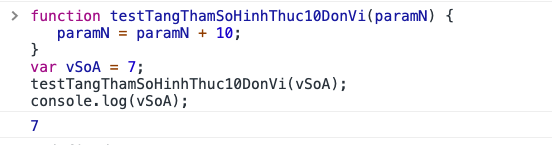 > function testTangThamSoHinhThuc10DonVi(paramN) {
paramN = paramN + 10;
}
var vSoA = 7;
testTangThamSoHinhThuc10DonVi(vSoA);
console.log(vSoA);
7